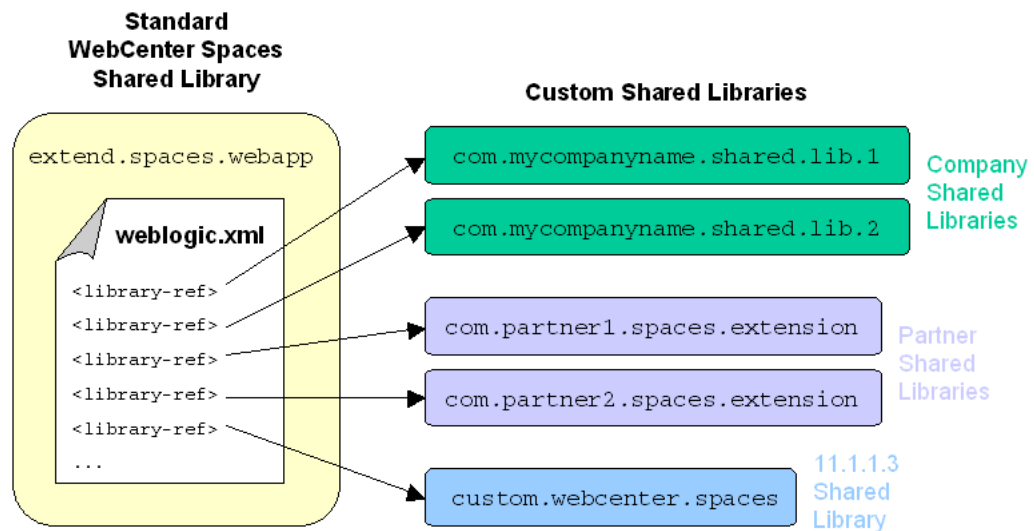 Standard
WebCenter Spaces
Shared Library
Custom Shared Libraries
extend.spaces.webapp
weblogic.xml
<library-ref>
<library-ref>
<library-ref>
<library-ref>
<library-ref>
...
com.mycompanyname.shared.lib.1
com.mycompanyname.shared.lib.2
Company
Shared
Libraries
com.partner1.spaces.extension
com.partner2.spaces.extension
Partner
Shared
Libraries
custom.webcenter.spaces
11.1.1.3
Shared
Library